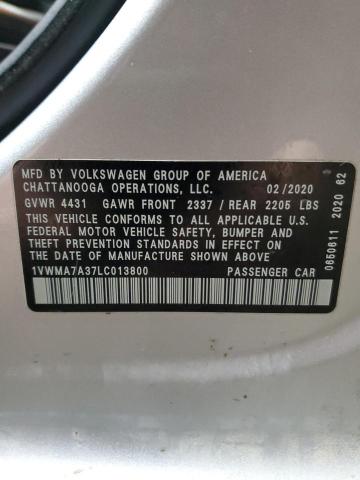 MFD BY VOLKSWAGEN GROUP OF AMERICA
CHATTANOOGA OPERATIONS, LLC. 02/2020
GVWR 4431 GAWR FRONT 2337 / REAR 2205 LBS
THIS CONFORMS TO ALL APPLICABLE U.S.
FEDERAL MOTOR VEHICLE SAFETY, BUMPER AND
THEFT PREVENTION STANDARDS IN EFFECT ON
THE DATE OF MANUFACTURE SHOWN ABOVE
1VWMA7A37LC013800 PASSENGER CAR
0650611 2020 62